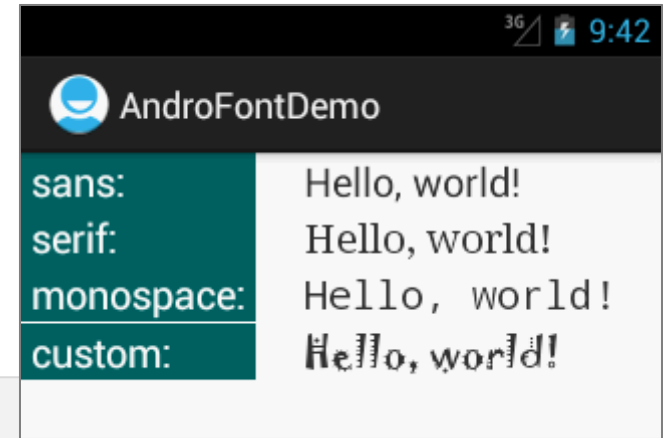 3G 9:42
AndroFontDemo
sans: Hello, world!
serif: Hello, world!
monospace: Hello, world!
custom: Hello, world!